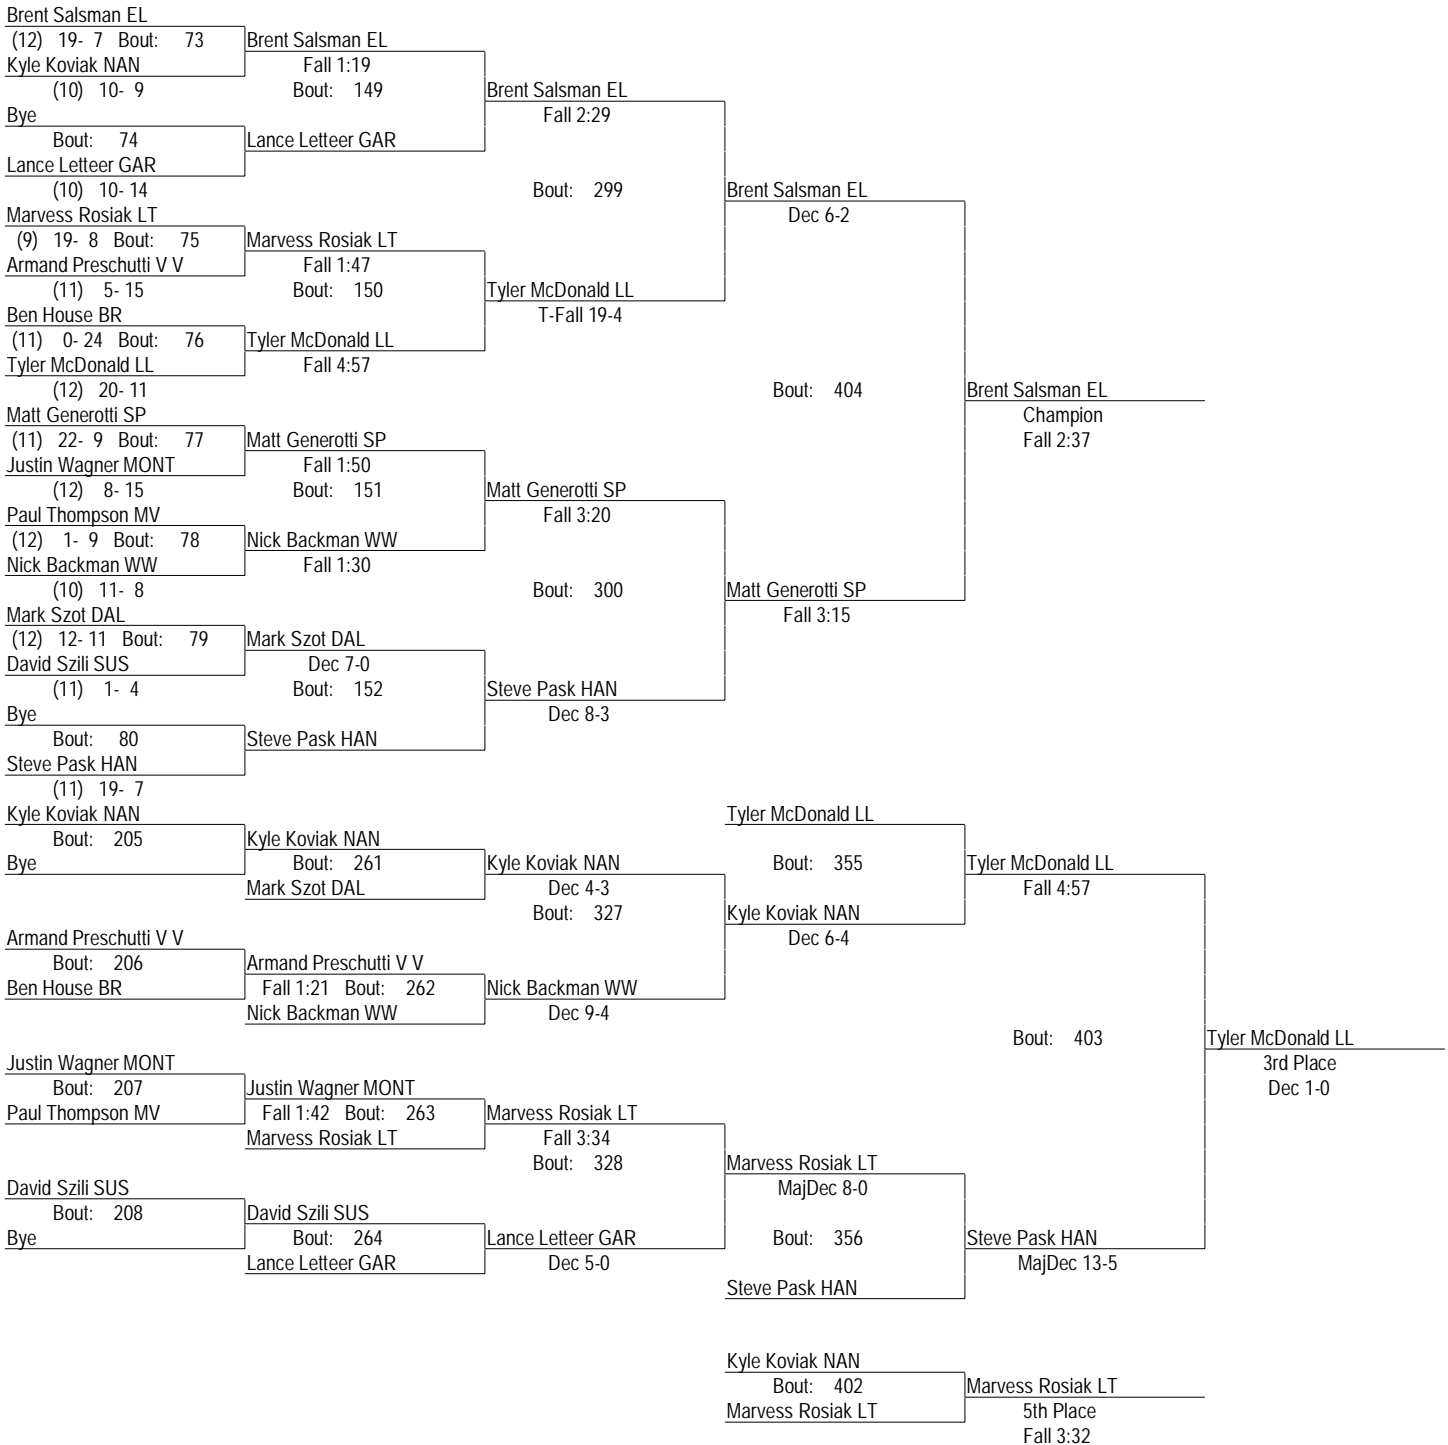 Brent Salsman EL
(12) 19- 7 Bout: 73
Kyle Koviak NAN
(10) 10- 9
Bye
Bout: 74
Lance Letteer GAR
(10) 10- 14
Marvess Rosiak LT
(9) 19- 8 Bout: 75
Armand Preschutti V V
(11) 5- 15
Ben House BR
(11) 0- 24 Bout: 76
Tyler McDonald LL
(12) 20- 11
Matt Generotti SP
(11) 22- 9 Bout: 77
Justin Wagner MONT
(12) 8- 15
Paul Thompson MV
(12) 1- 9 Bout: 78
Nick Backman WW
(10) 11- 8
Mark Szot DAL
(12) 12- 11 Bout: 79
David Szili SUS
(11) 1- 4
Bye
Bout: 80
Steve Pask HAN
(11) 19- 7
Brent Salsman EL
Fall 1:19
Bout: 149
Lance Letteer GAR
Marvess Rosiak LT
Fall 1:47
Bout: 150
Tyler McDonald LL
Fall 4:57
Matt Generotti SP
Fall 1:50
Bout: 151
Nick Backman WW
Fall 1:30
Mark Szot DAL
Dec 7-0
Bout: 152
Steve Pask HAN
Brent Salsman EL
Fall 2:29
Bout: 299
Tyler McDonald LL
T-Fall 19-4
Matt Generotti SP
Fall 3:20
Bout: 300
Steve Pask HAN
Dec 8-3
Brent Salsman EL
Dec 6-2
Bout: 404
Matt Generotti SP
Fall 3:15
Brent Salsman EL
Champion
Fall 2:37
Kyle Koviak NAN
Bout: 205
Bye
Armand Preschutti V V
Bout: 206
Ben House BR
Justin Wagner MONT
Bout: 207
Paul Thompson MV
David Szili SUS
Bout: 208
Bye
Kyle Koviak NAN
Bout: 261
Mark Szot DAL
Armand Preschutti V V
Fall 1:21 Bout: 262
Nick Backman WW
Justin Wagner MONT
Fall 1:42 Bout: 263
Marvess Rosiak LT
David Szili SUS
Bout: 264
Lance Letteer GAR
Kyle Koviak NAN
Dec 4-3
Bout: 327
Nick Backman WW
Dec 9-4
Marvess Rosiak LT
Fall 3:34
Bout: 328
Lance Letteer GAR
Dec 5-0
Tyler McDonald LL
Bout: 355
Kyle Koviak NAN
Dec 6-4
Marvess Rosiak LT
MajDec 8-0
Bout: 356
Steve Pask HAN
Tyler McDonald LL
Fall 4:57
Bout: 403
Steve Pask HAN
MajDec 13-5
Tyler McDonald LL
3rd Place
Dec 1-0
Kyle Koviak NAN
Bout: 402
Marvess Rosiak LT
Marvess Rosiak LT
5th Place
Fall 3:32